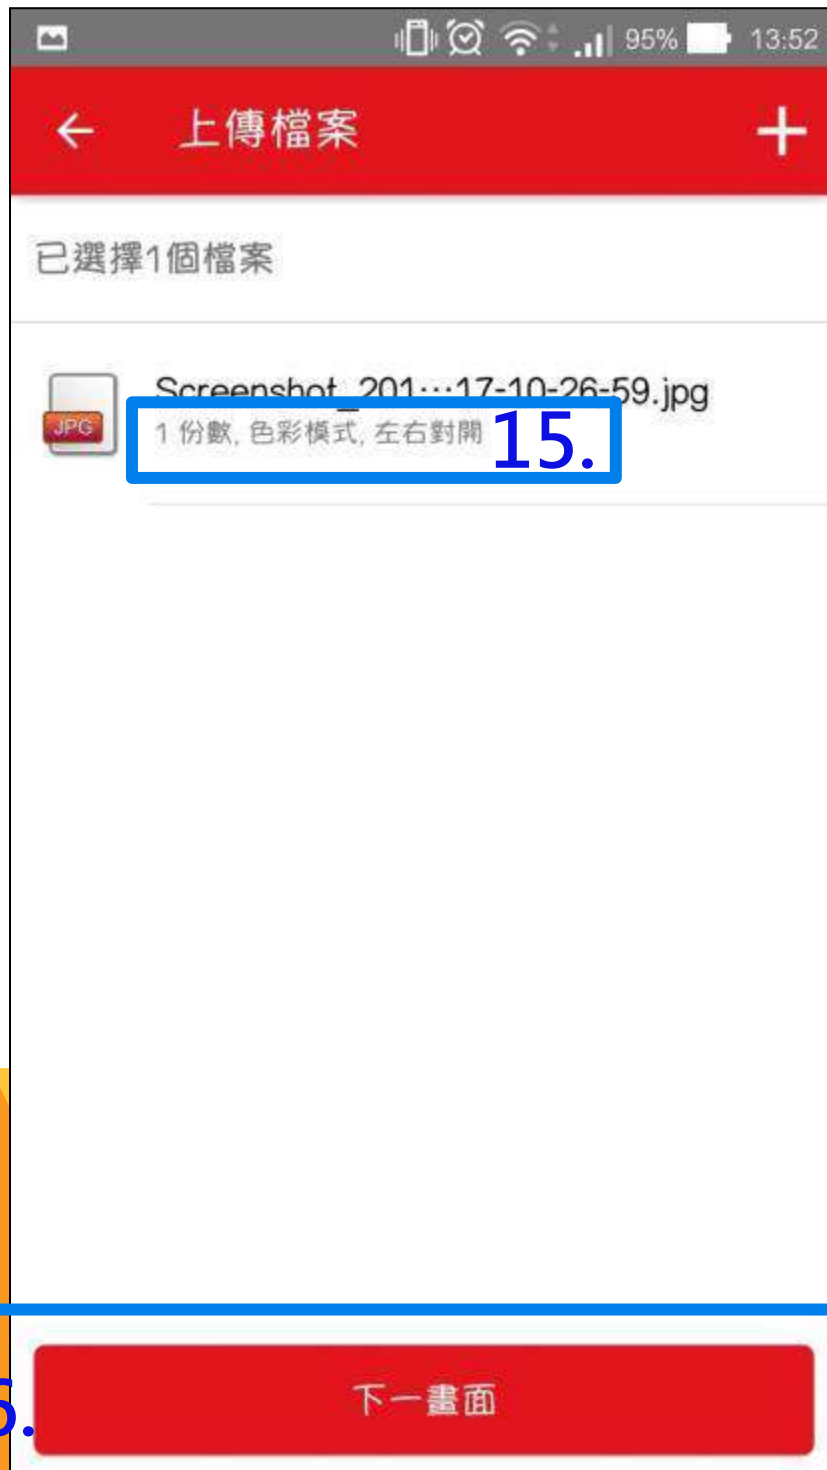 95% 13:52
上傳檔案
已選擇1個檔案
Screenshot_201…17-10-26-59.jpg
JPG
1 份數, 色彩模式, 左右對開 15.
下一畫面